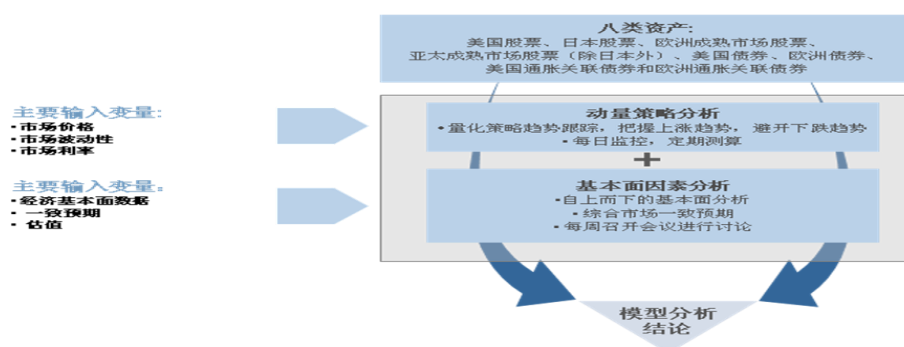 八类资产:
美国股票、日本股票、欧洲成熟市场股票、
亚太成熟市场股票（除日本外）、美国债券、欧洲债券、
美国通胀关联债券和欧洲通胀关联债券
主要输入变量:
·市场价格
·市场波动性
·市场利率
动量策略分析
·量化策略趋势跟踪，把握上涨趋势，避开下跌趋势
·每日监控，定期测算
+
主要输入变量:
·经济基本面数据
·一致预期
·估值
基本面因素分析
·自上而下的基本面分析
·综合市场一致预期
·每周召开会议进行讨论
模型分析
结论